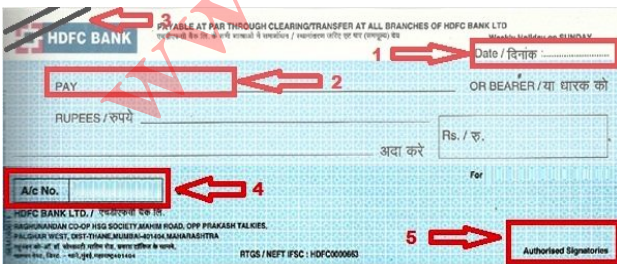 3
PAYABLE AT PAR THROUGH CLEARING/TRANSFER AT ALL BRANCHES OF HDFC BANK LTD
HDFC BANK
WWW
Weekly Holiday on SUNDAY
1
Date / दिनांक :
PAY
2
OR BEARER / या धारक को
RUPEES / रुपये
अदा करे
Rs. / रु.
For
A/c No.
4
HDFC BANK LTD. / एचडीएफसी बैंक लि.
RAGHUNANDAN CO-OP HSG SOCIETY, MAHIM ROAD, OPP PRAKASH TALKIES,
PALGHAR WEST, DIST-THANE, MUMBAI-401404, MAHARASHTRA
RTGS / NEFT IFSC : HDFC0000663
5
Authorised Signatories